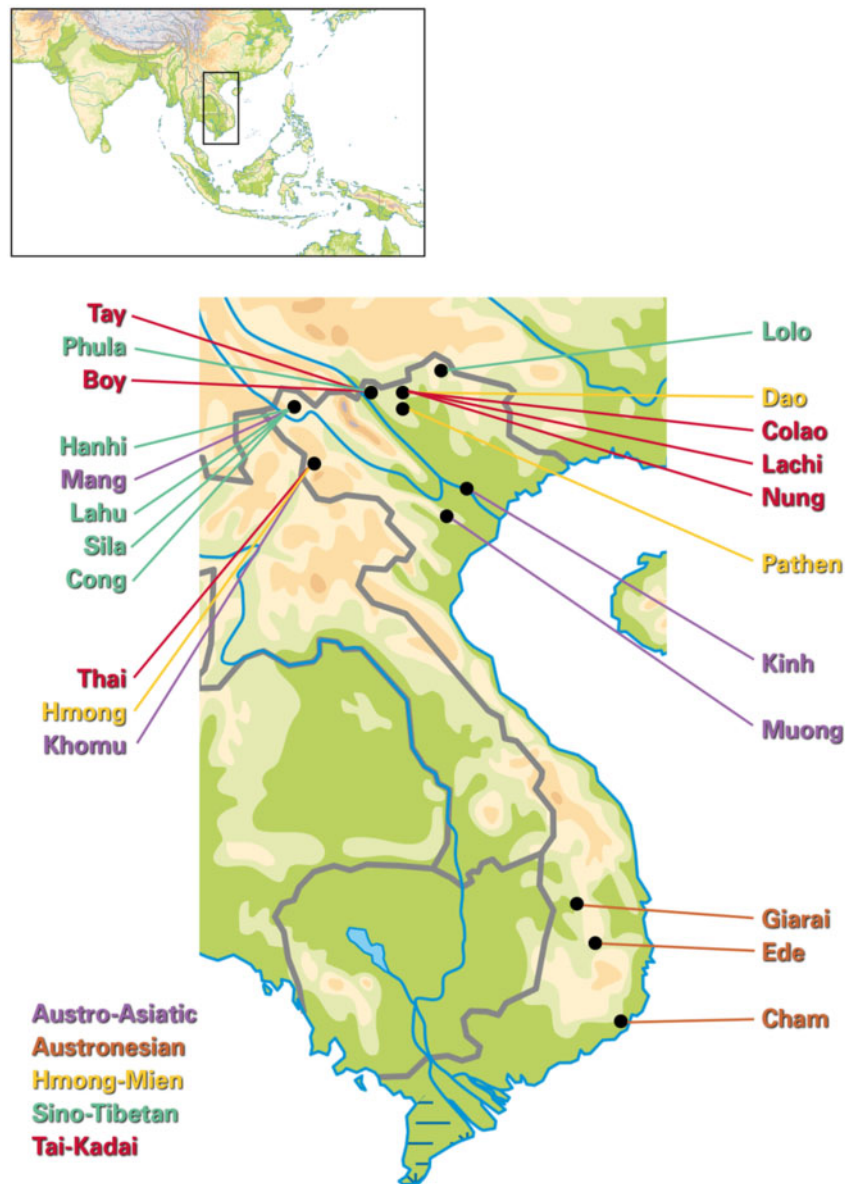 Tay
Phula
Boy
Hanhi
Mang
Lahu
Sila
Cong
Thai
Hmong
Khomu
Lolo
Dao
Colao
Lachi
Nung
Pathen
Kinh
Muong
Giarai
Ede
Cham
Austro-Asiatic
Austronesian
Hmong-Mien
Sino-Tibetan
Tai-Kadai